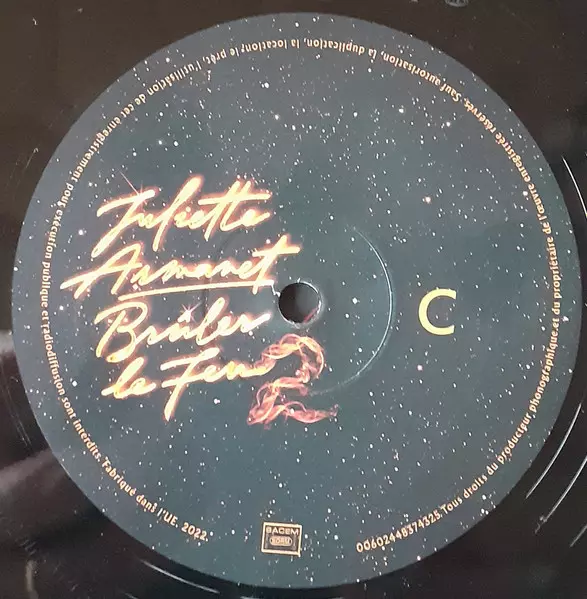 Juliette
Armanet
Brûler
le Feu 2
C
SACEM
SDRM
00602448374325. Tous droits du producteur phonographique et du propriétaire de l'œuvre enregistrée réservés. Sauf autorisation, la duplication, la location, le prêt, l'utilisation de cet enregistrement pour exécution publique et radiodiffusion sont interdits. Fabriqué dans l'UE. 2022.